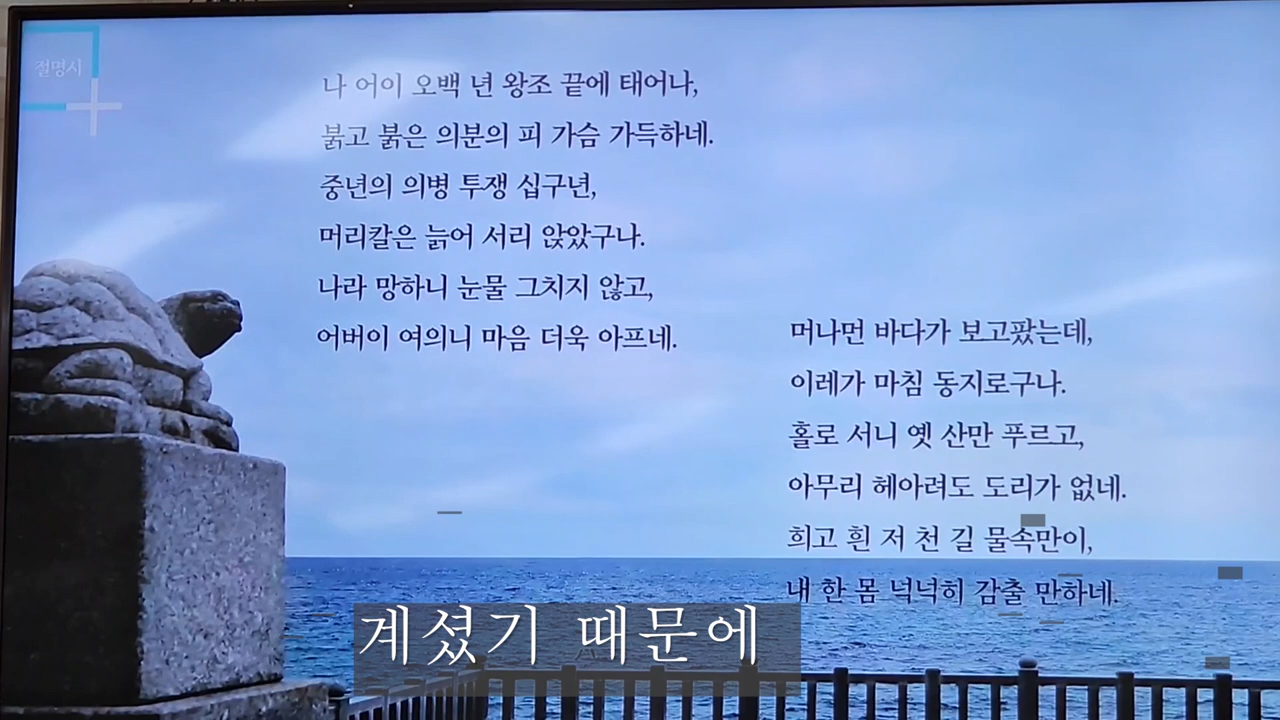 절명시
나 어이 오백 년 왕조 끝에 태어나,
붉고 붉은 의분의 피 가슴 가득하네.
중년의 의병 투쟁 십구년,
머리칼은 늙어 서리 앉았구나.
나라 망하니 눈물 그치지 않고,
어버이 여의니 마음 더욱 아프네.
머나먼 바다가 보고팠는데,
이레가 마침 동지로구나.
홀로 서니 옛 산만 푸르고,
아무리 헤아려도 도리가 없네.
희고 흰 저 천 길 물속만이,
내 한 몸 넉넉히 감출 만하네.
계셨기 때문에